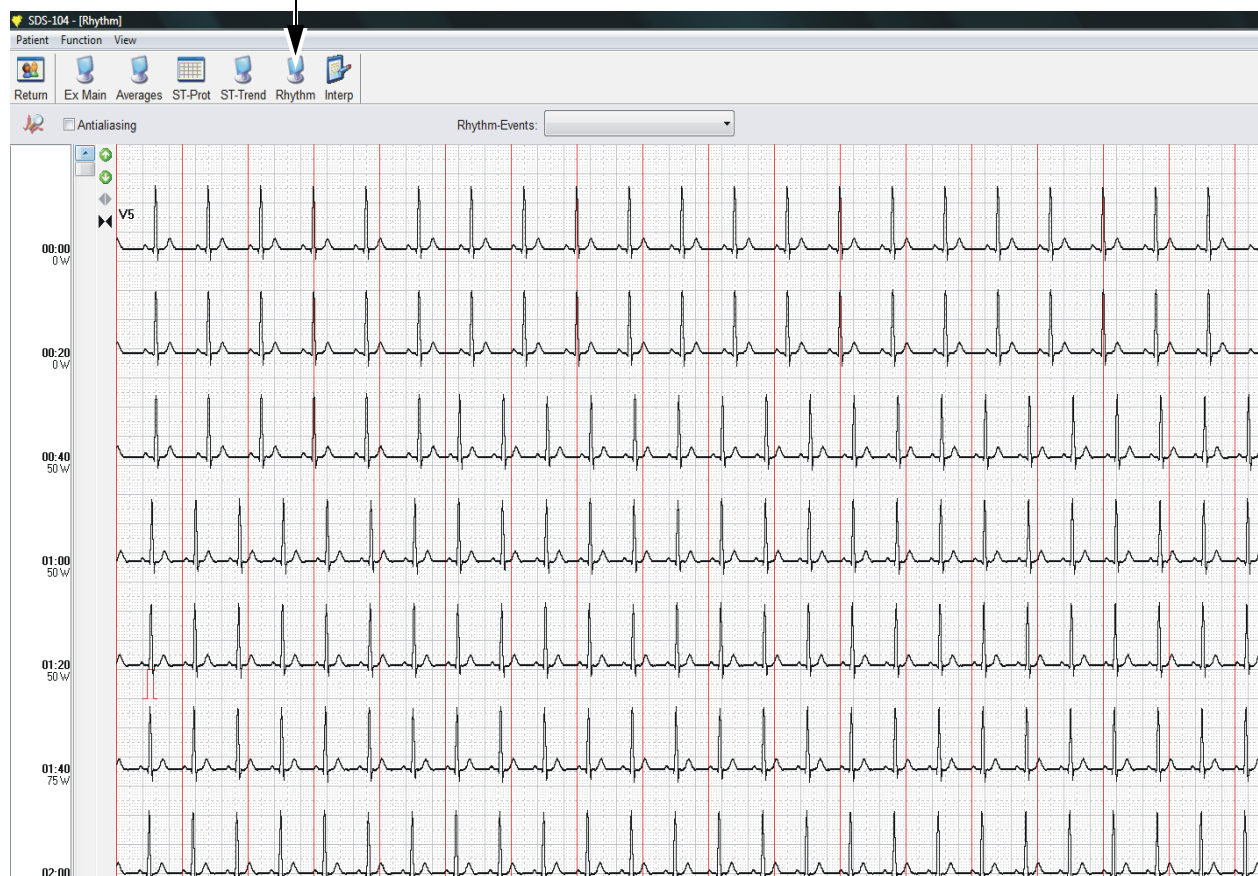 SDS-104 - [Rhythm]
Patient Function View
Return Ex Main Averages ST-Prot ST-Trend Rhythm Interp
Antialiasing Rhythm-Events:
V5
00:00
0 W
00:20
0 W
00:40
50 W
01:00
50 W
01:20
50 W
01:40
75 W
02:00